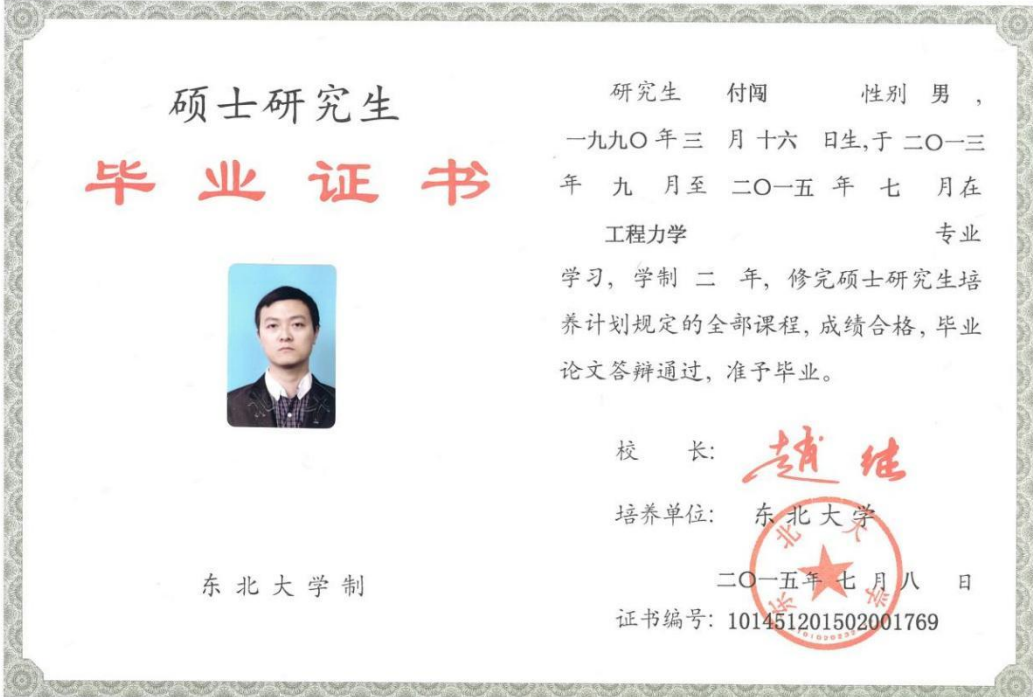 硕士研究生
毕业证书
东北大学制
研究生 付闯 性别 男 ，
一九九〇年三 月十六 日生,于 二〇一三
年 九 月至 二〇一五 年 七 月在
工程力学 专业
学习，学制 二 年，修完硕士研究生培
养计划规定的全部课程，成绩合格，毕业
论文答辩通过，准予毕业。
校 长: 赵继
培养单位: 东北大学
东北大学
二〇一五年 七 月 八 日
证书编号: 101451201502001769